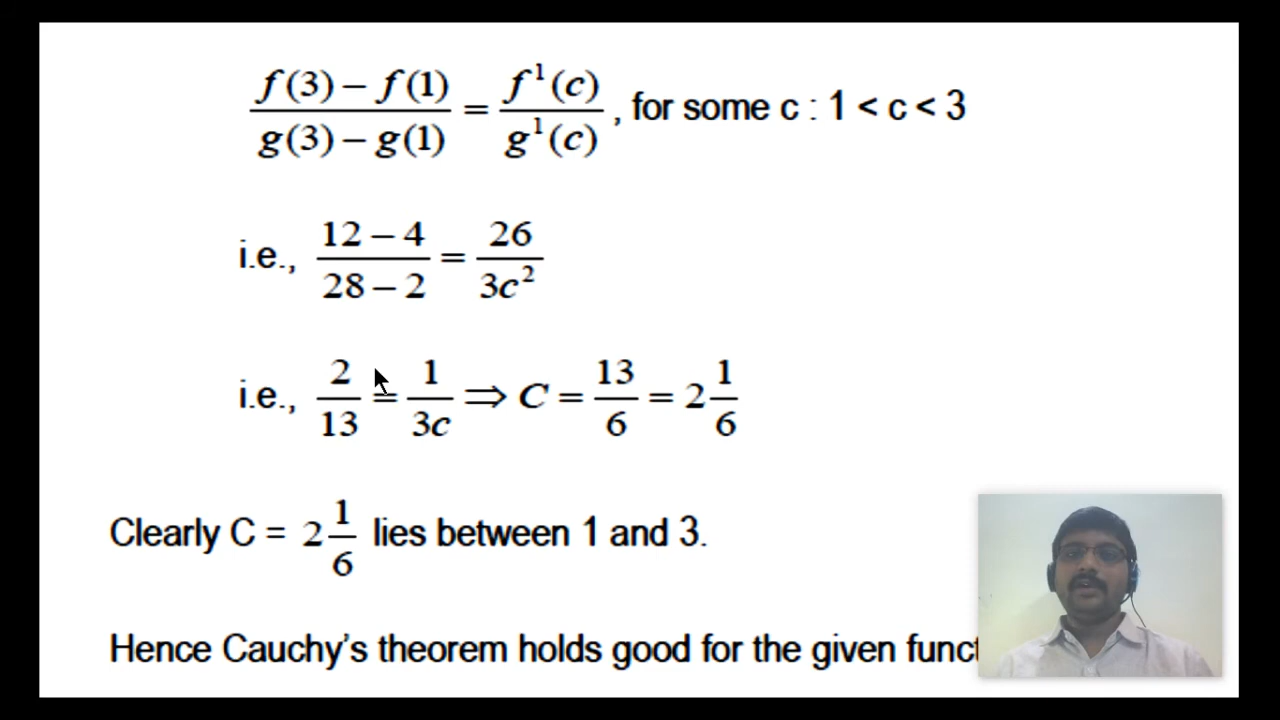 f(3) − f(1) / g(3) − g(1) = f¹(c) / g¹(c) , for some c : 1 < c < 3
i.e., 12 − 4 / 28 − 2 = 26 / 3c²
i.e., 2 / 13 = 1 / 3c ⇒ C = 13 / 6 = 2 1/6
Clearly C = 2 1/6 lies between 1 and 3.
Hence Cauchy's theorem holds good for the given funct